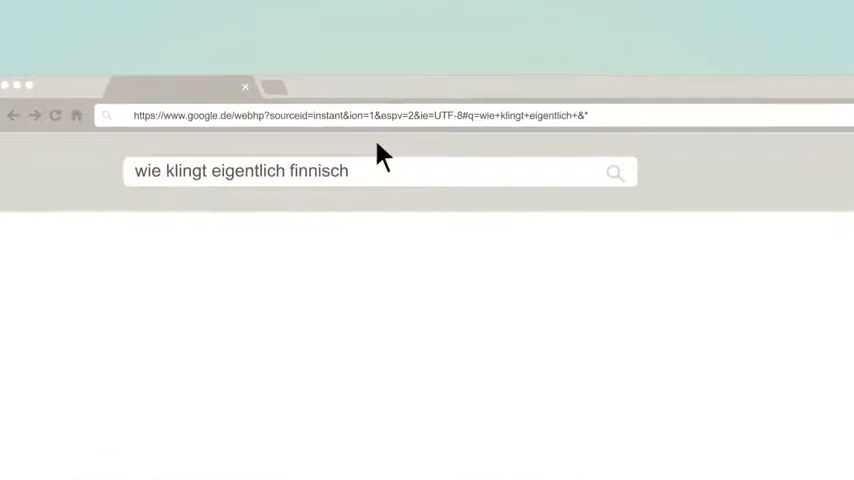 https://www.google.de/webhp?sourceid=instant&ion=1&espv=2&ie=UTF-8#q=wie+klingt+eigentlich+&*
wie klingt eigentlich finnisch